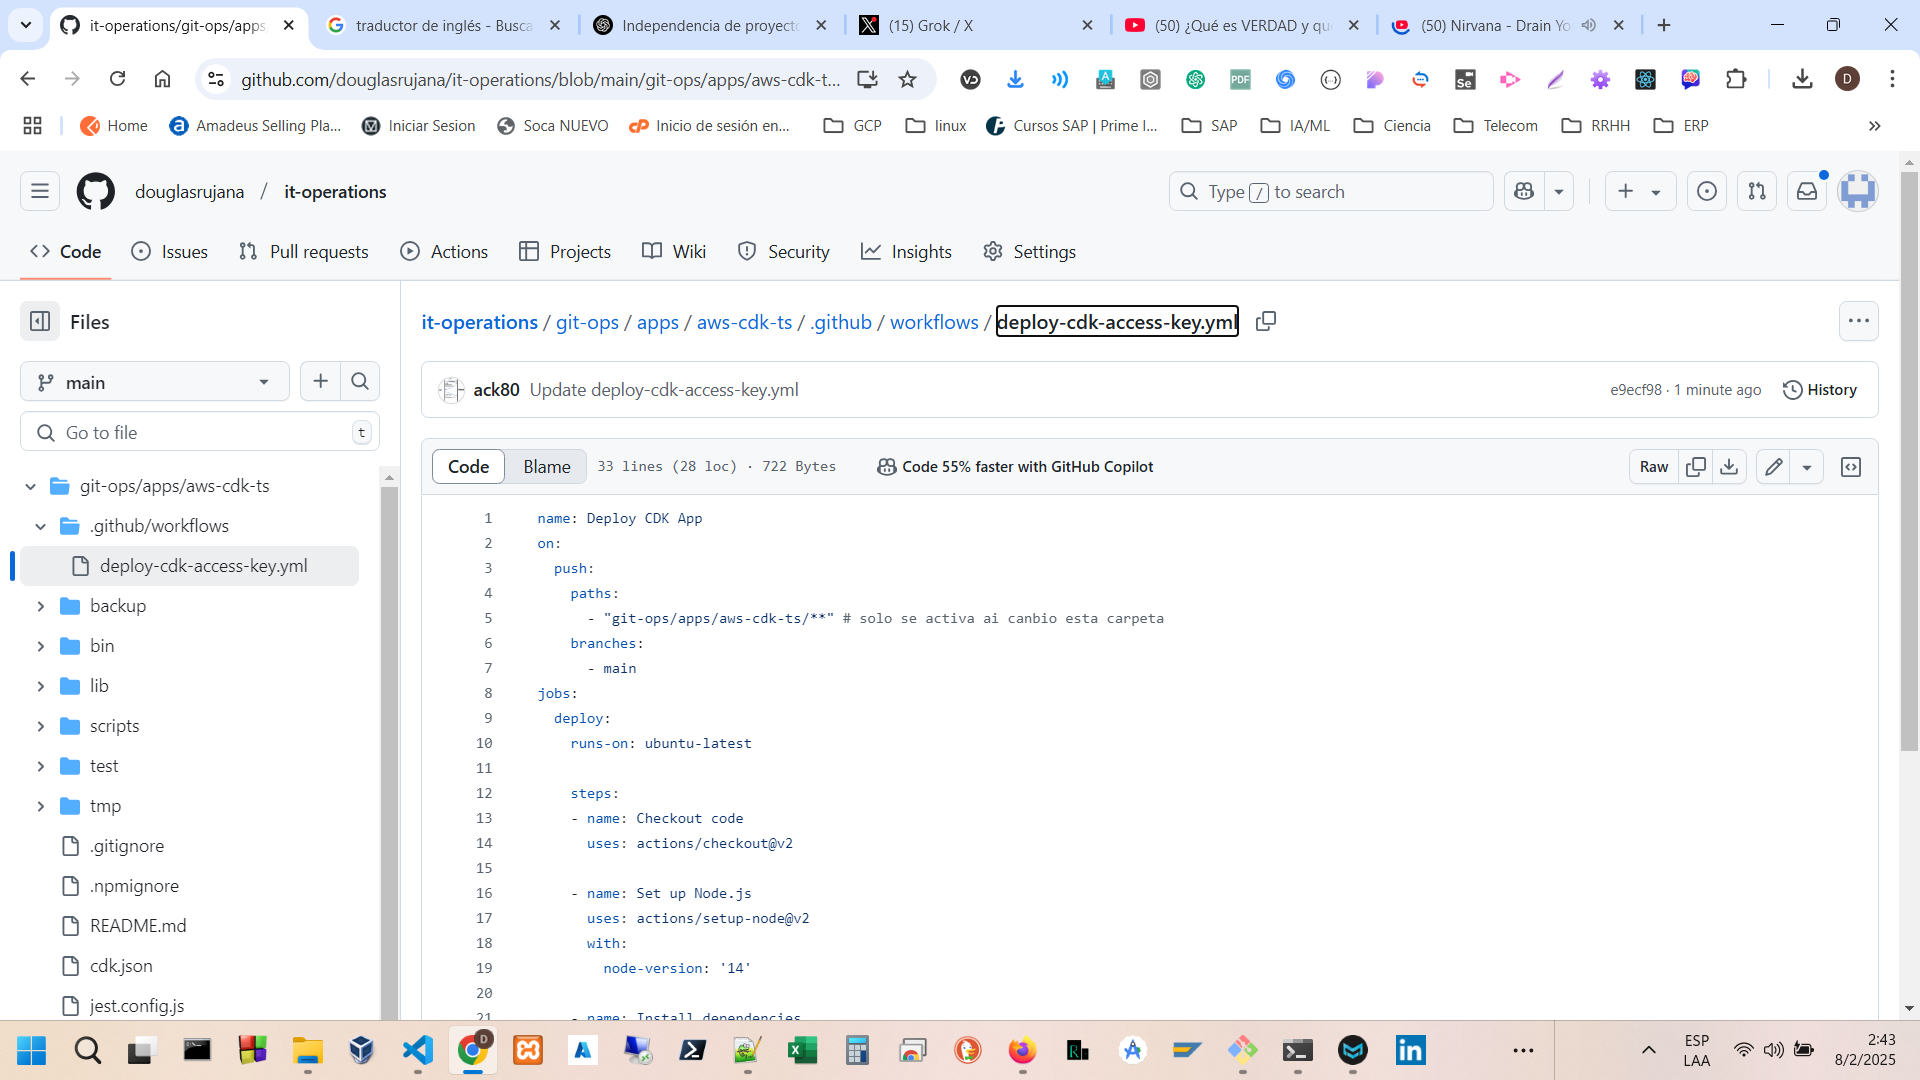 it-operations/git-ops/apps
traductor de inglés - Busca
Independencia de proyecto
(15) Grok / X
(50) ¿Qué es VERDAD y qu
(50) Nirvana - Drain Yo
github.com/douglasrujana/it-operations/blob/main/git-ops/apps/aws-cdk-t...
D
Home
Amadeus Selling Pla...
Iniciar Sesion
Soca NUEVO
Inicio de sesión en...
GCP
linux
Cursos SAP | Prime I...
SAP
IA/ML
Ciencia
Telecom
RRHH
ERP
douglasrujana / it-operations
Type / to search
Code
Issues
Pull requests
Actions
Projects
Wiki
Security
Insights
Settings
Files
main
Go to file
t
git-ops/apps/aws-cdk-ts
.github/workflows
deploy-cdk-access-key.yml
backup
bin
lib
scripts
test
tmp
.gitignore
.npmignore
README.md
cdk.json
jest.config.js
it-operations / git-ops / apps / aws-cdk-ts / .github / workflows / deploy-cdk-access-key.yml
ack80 Update deploy-cdk-access-key.yml
e9ecf98 · 1 minute ago
History
Code
Blame
33 lines (28 loc) · 722 Bytes
Code 55% faster with GitHub Copilot
Raw
1 name: Deploy CDK App
2 on:
3 push:
4 paths:
5 - "git-ops/apps/aws-cdk-ts/**" # solo se activa ai canbio esta carpeta
6 branches:
7 - main
8 jobs:
9 deploy:
10 runs-on: ubuntu-latest
11
12 steps:
13 - name: Checkout code
14 uses: actions/checkout@v2
15
16 - name: Set up Node.js
17 uses: actions/setup-node@v2
18 with:
19 node-version: '14'
20
21 - name: Install dependencies
ESP
LAA
2:43
8/2/2025